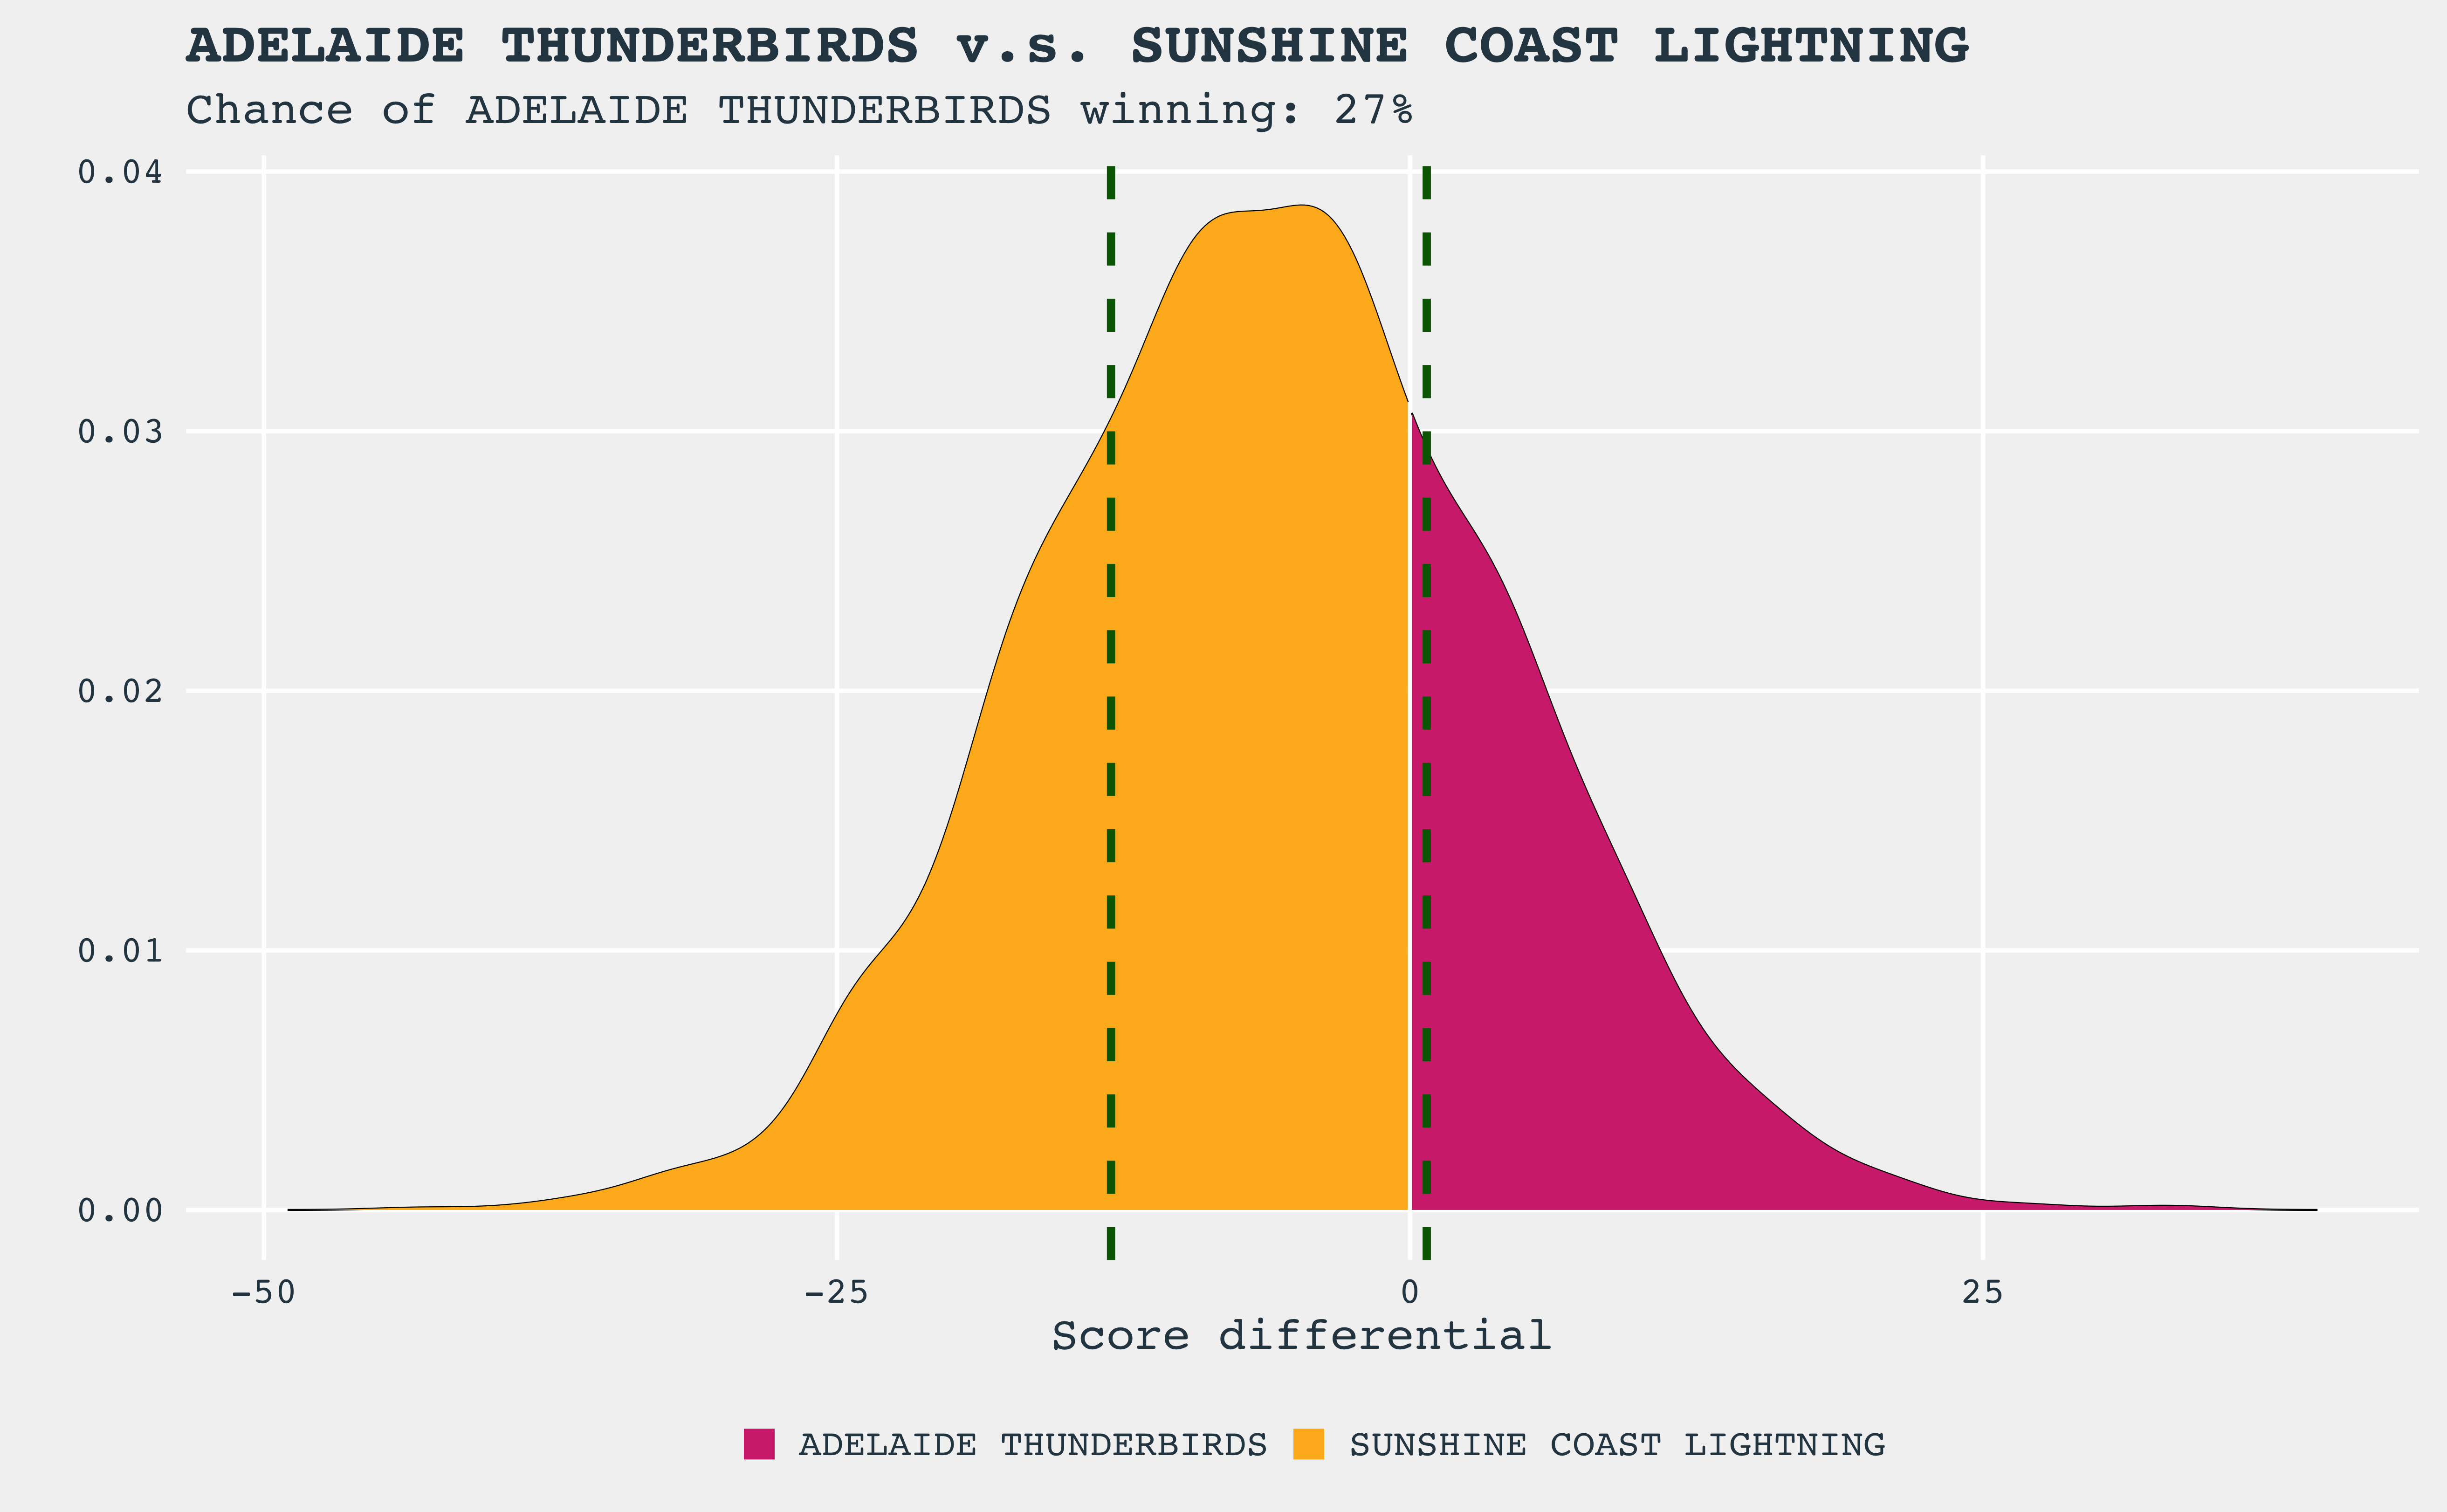 ADELAIDE THUNDERBIRDS v.s. SUNSHINE COAST LIGHTNING
Chance of ADELAIDE THUNDERBIRDS winning: 27%
0.04
0.03
0.02
0.01
0.00
-50 -25 0 25
Score differential
ADELAIDE THUNDERBIRDS SUNSHINE COAST LIGHTNING